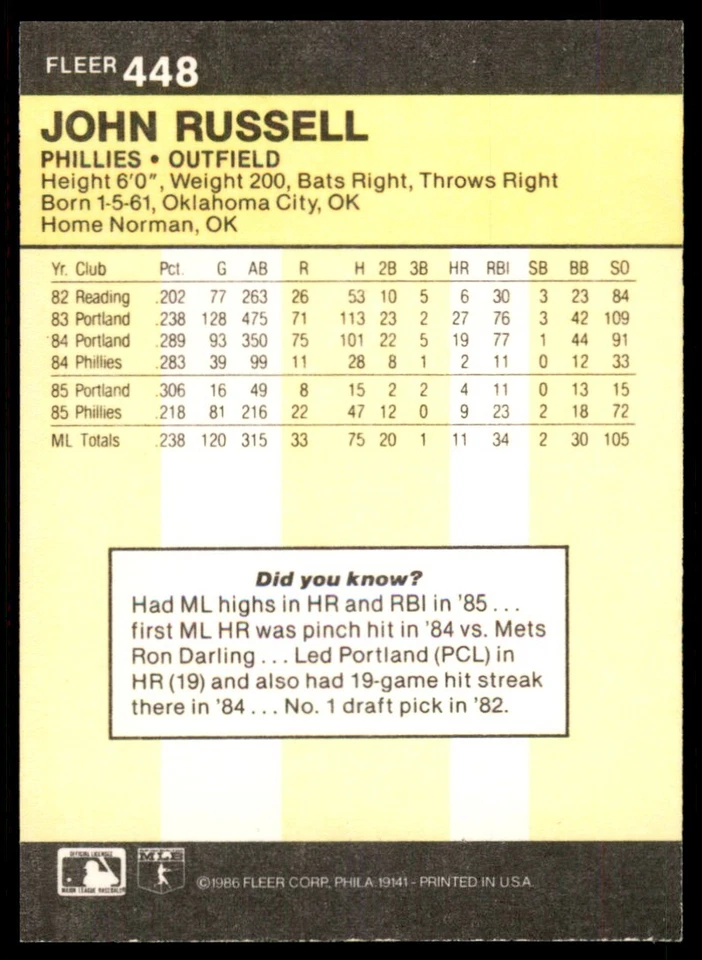 FLEER 448
JOHN RUSSELL
PHILLIES • OUTFIELD
Height 6'0", Weight 200, Bats Right, Throws Right
Born 1-5-61, Oklahoma City, OK
Home Norman, OK
Yr. Club Pct. G AB R H 2B 3B HR RBI SB BB SO
82 Reading .202 77 263 26 53 10 5 6 30 3 23 84
83 Portland .238 128 475 71 113 23 2 27 76 3 42 109
84 Portland .289 93 350 75 101 22 5 19 77 1 44 91
84 Phillies .283 39 99 11 28 8 1 2 11 0 12 33
85 Portland .306 16 49 8 15 2 2 4 11 0 13 15
85 Phillies .218 81 216 22 47 12 0 9 23 2 18 72
ML Totals .238 120 315 33 75 20 1 11 34 2 30 105
Did you know?
Had ML highs in HR and RBI in '85 . . .
first ML HR was pinch hit in '84 vs. Mets
Ron Darling . . . Led Portland (PCL) in
HR (19) and also had 19-game hit streak
there in '84 . . . No. 1 draft pick in '82.
OFFICIAL LICENSEE
MAJOR LEAGUE BASEBALL
MLB
©1986 FLEER CORP., PHILA. 19141 - PRINTED IN U.S.A.